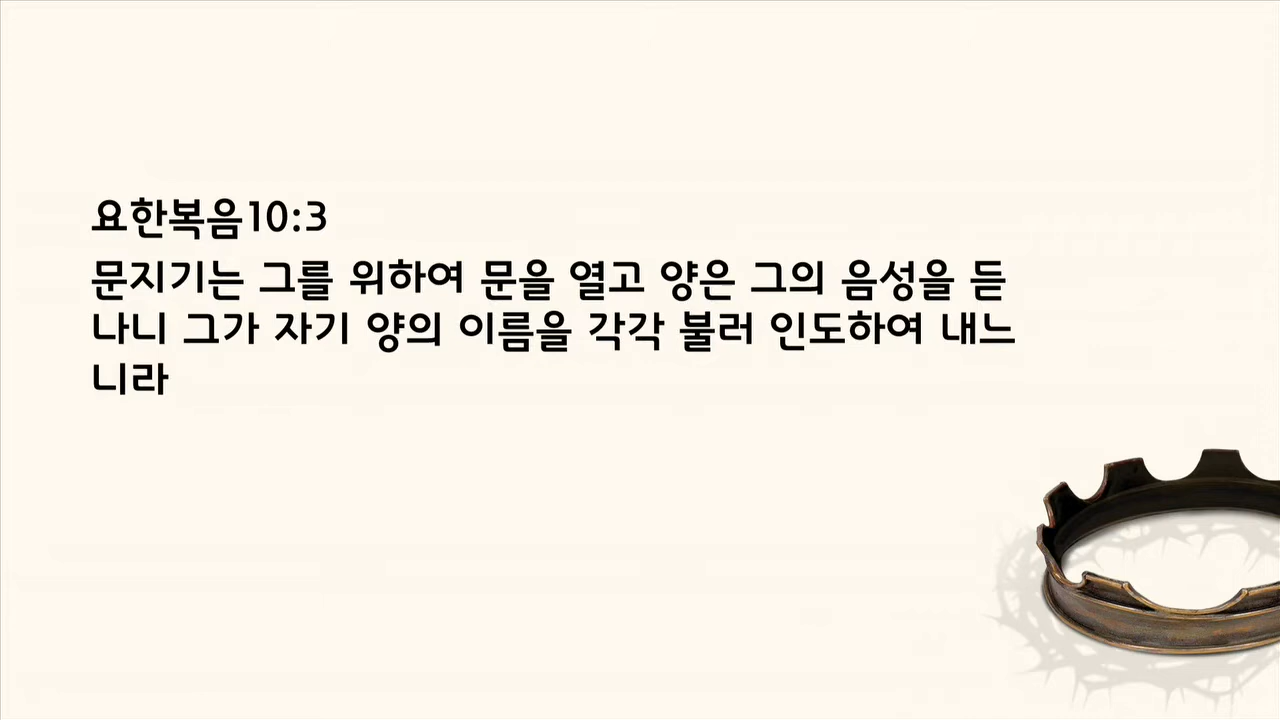 요한복음10:3
문지기는 그를 위하여 문을 열고 양은 그의 음성을 듣
나니 그가 자기 양의 이름을 각각 불러 인도하여 내느
니라